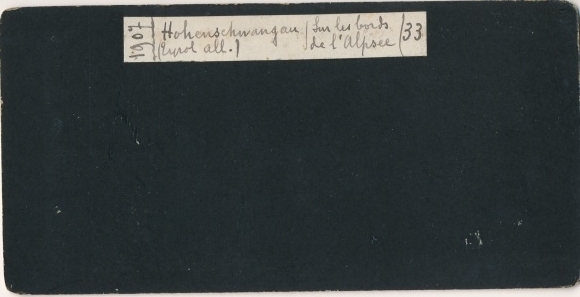 1907
Hohenschwangau
(Tyrol all.)
Sur les bords
de l'Alpsee
33